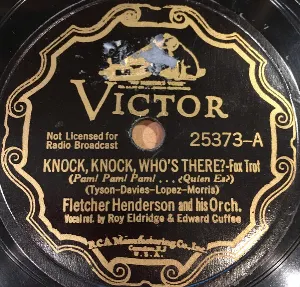 VICTOR
Not Licensed for
Radio Broadcast
25373-A
KNOCK, KNOCK, WHO'S THERE?-Fox Trot
(Pam! Pam! Pam! . . . ¿Quien Es?)
(Tyson-Davies-Lopez-Morris)
Fletcher Henderson and his Orch.
Vocal ref. by Roy Eldridge & Edward Cuffee
R.C.A. Manufacturing Co., Inc.
Camden, N.J.
U.S.A.